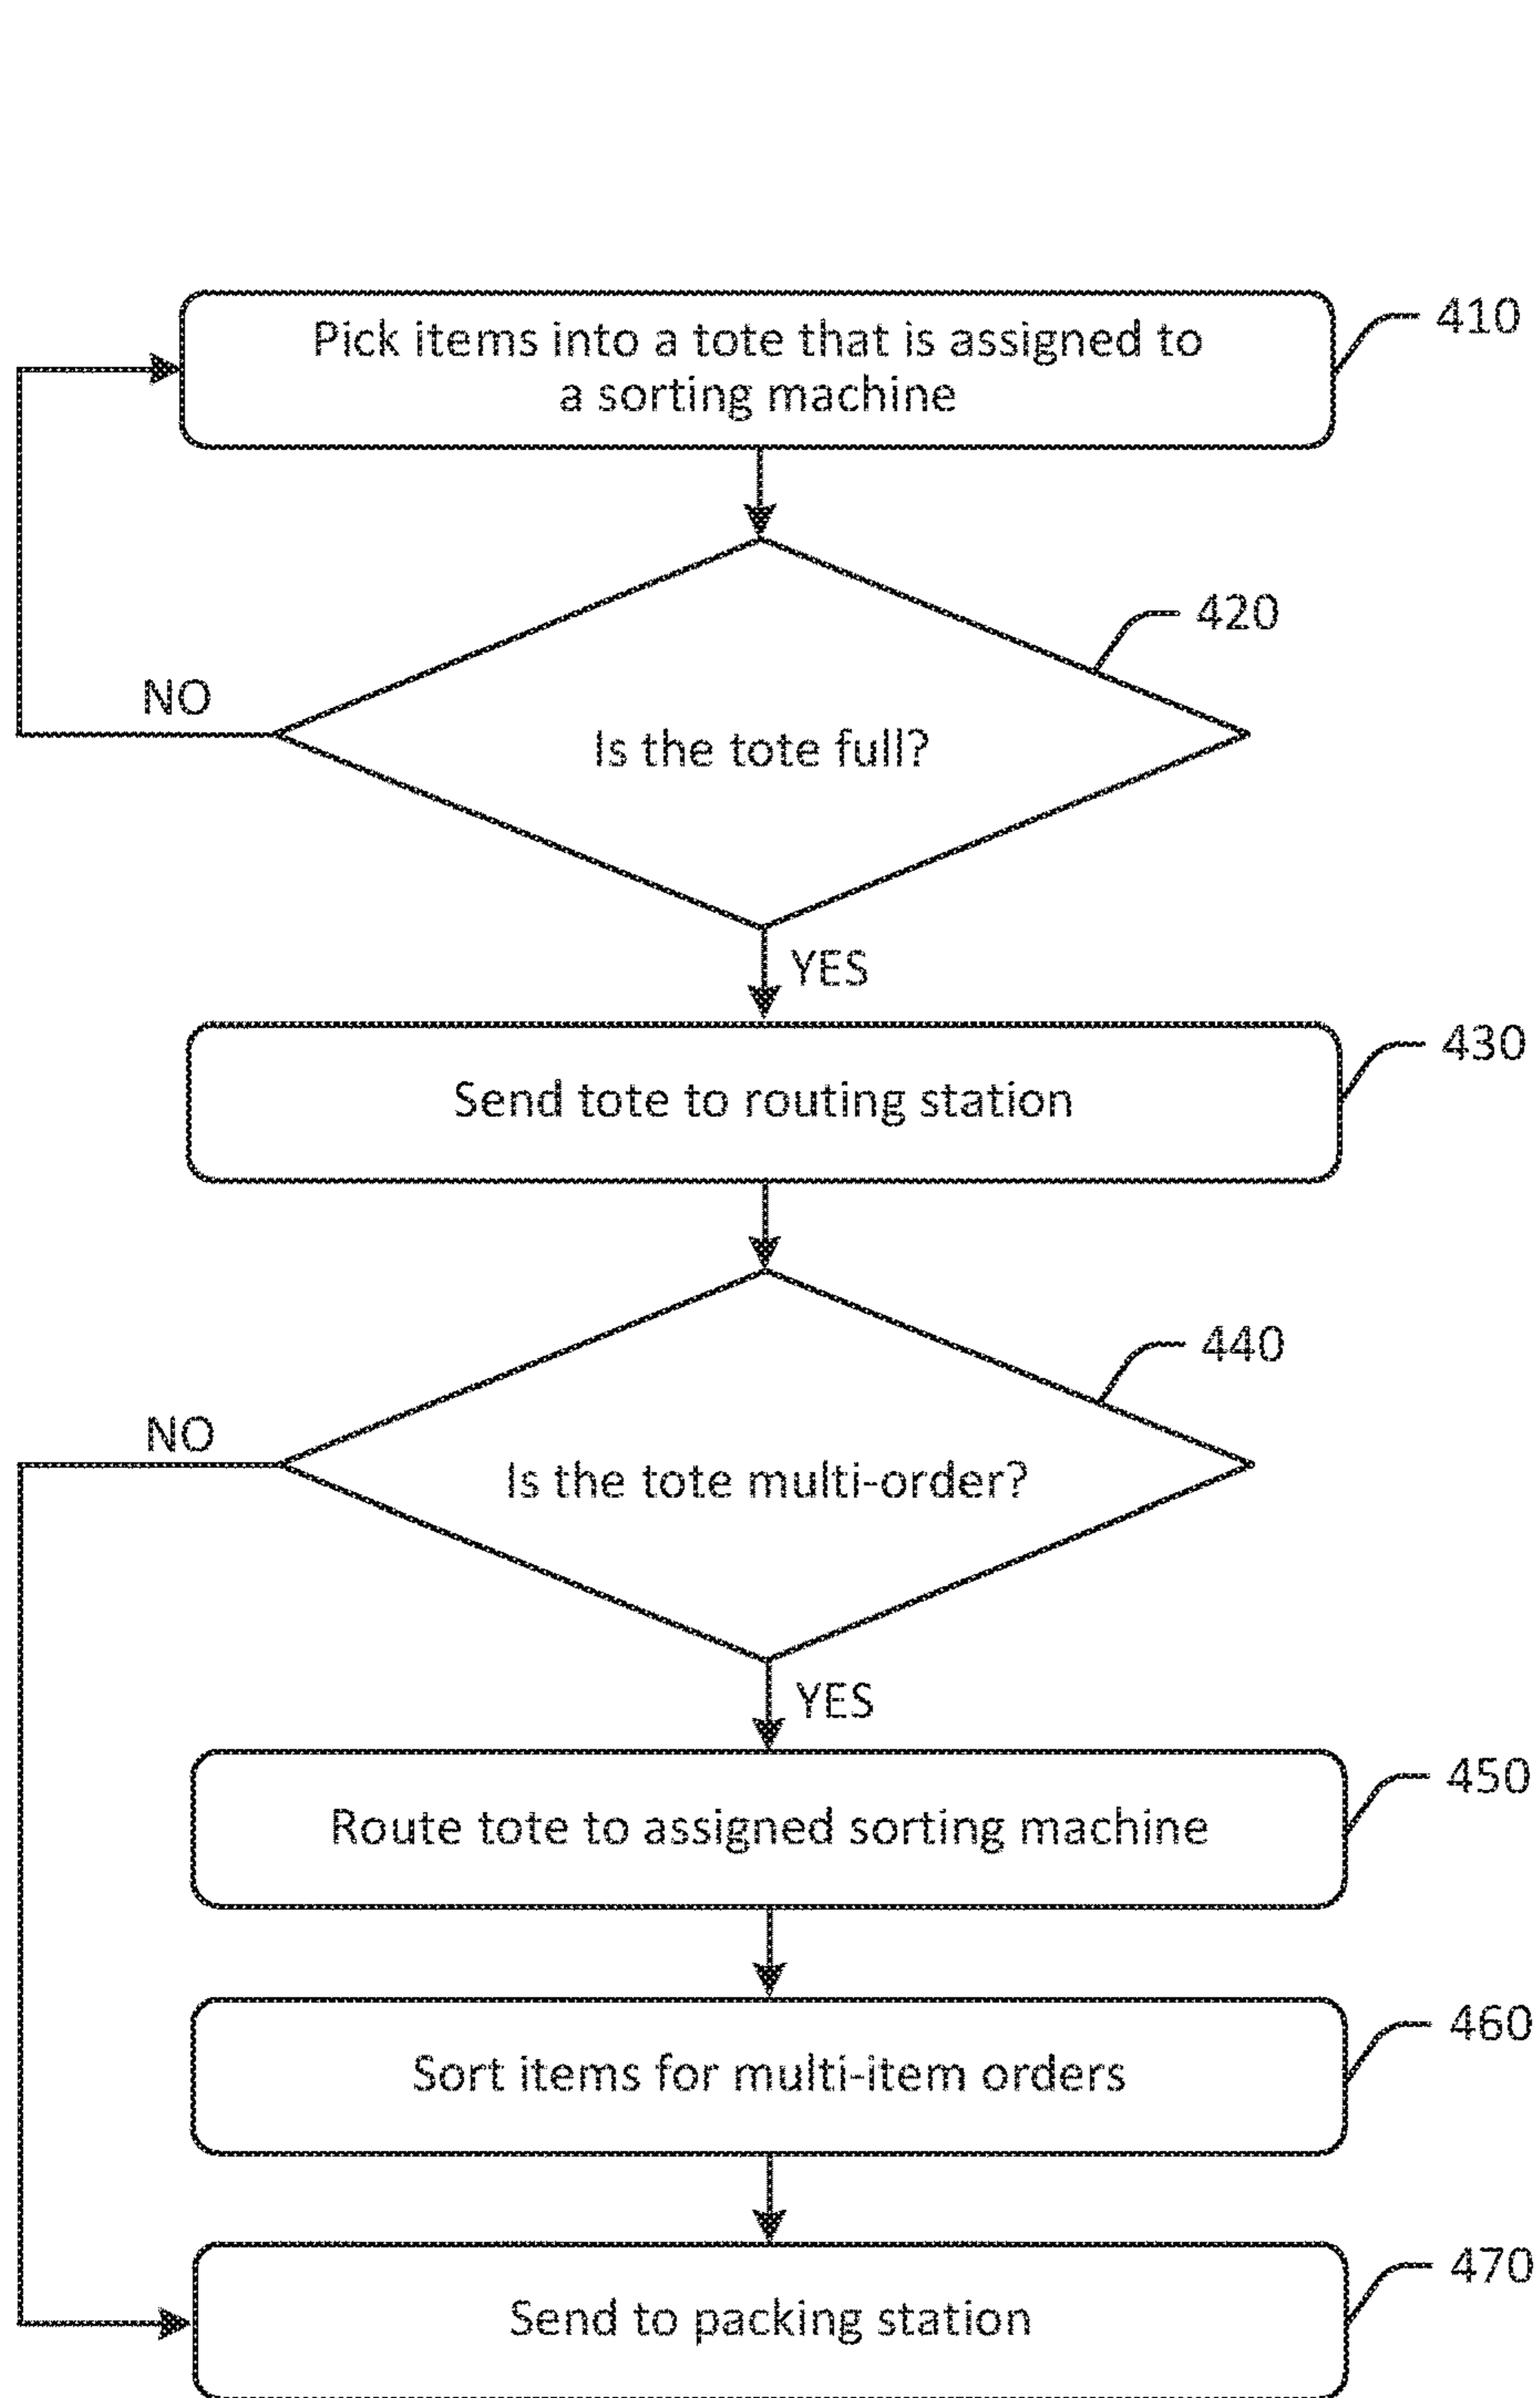 Pick items into a tote that is assigned to
a sorting machine
410
420
NO
Is the tote full?
YES
430
Send tote to routing station
440
NO
Is the tote multi-order?
YES
450
Route tote to assigned sorting machine
460
Sort items for multi-item orders
470
Send to packing station